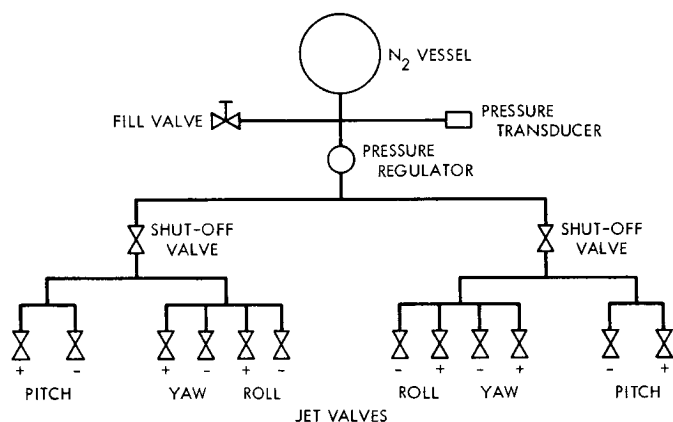 N2 VESSEL
FILL VALVE
PRESSURE
TRANSDUCER
PRESSURE
REGULATOR
SHUT-OFF
VALVE
SHUT-OFF
VALVE
+ - + - + - - + - + - +
PITCH YAW ROLL ROLL YAW PITCH
JET VALVES